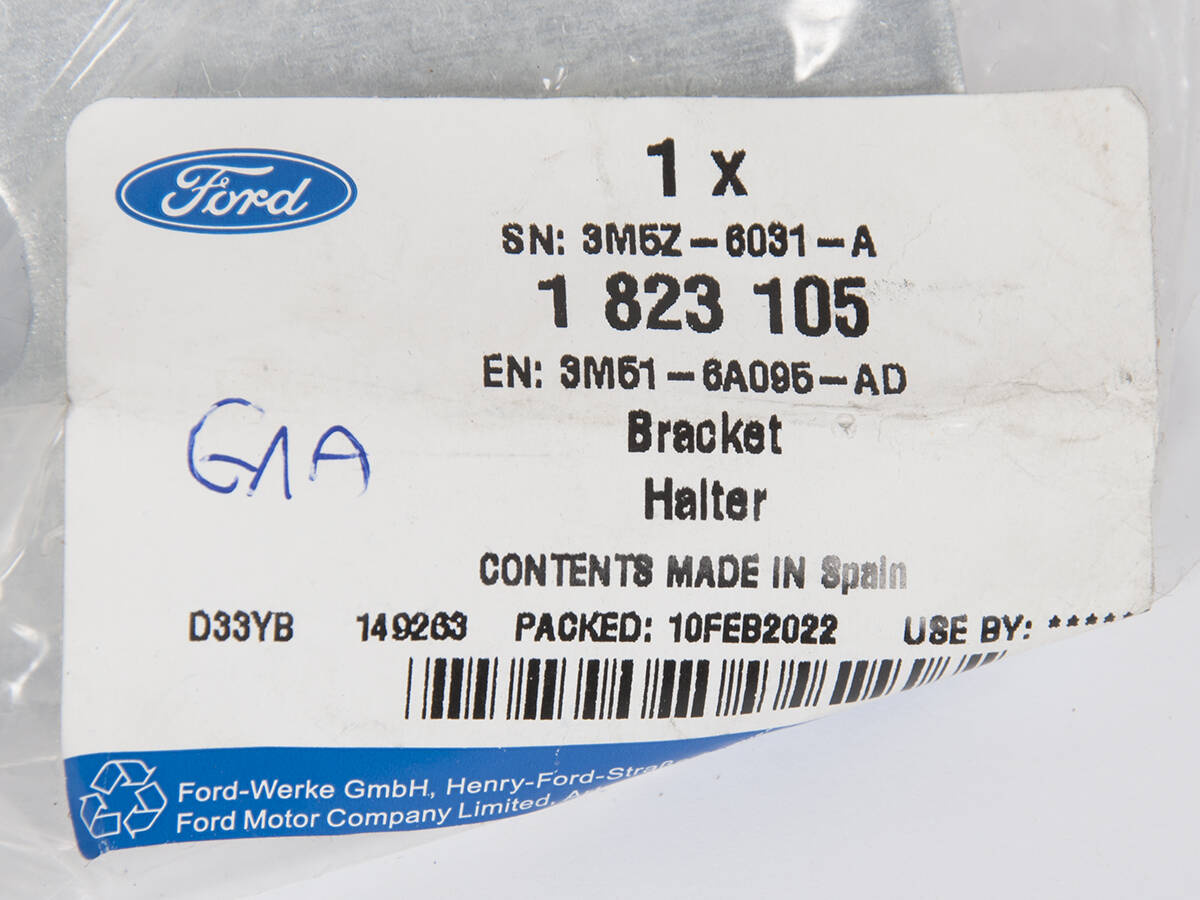 Ford
1 x
SN: 3M5Z-6031-A
1 823 105
EN: 3M51-6A095-AD
G1A
Bracket
Halter
CONTENTS MADE IN Spain
D33YB 149263 PACKED: 10FEB2022 USE BY: *****
Ford-Werke GmbH, Henry-Ford-Straß
Ford Motor Company Limited,